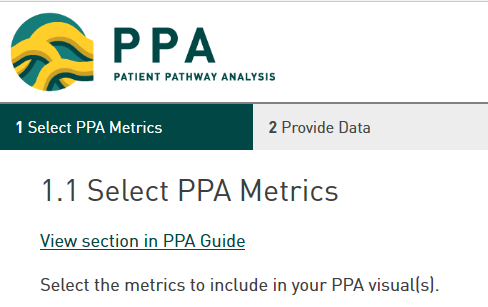 PPA
PATIENT PATHWAY ANALYSIS
1 Select PPA Metrics
2 Provide Data
1.1 Select PPA Metrics
View section in PPA Guide
Select the metrics to include in your PPA visual(s).